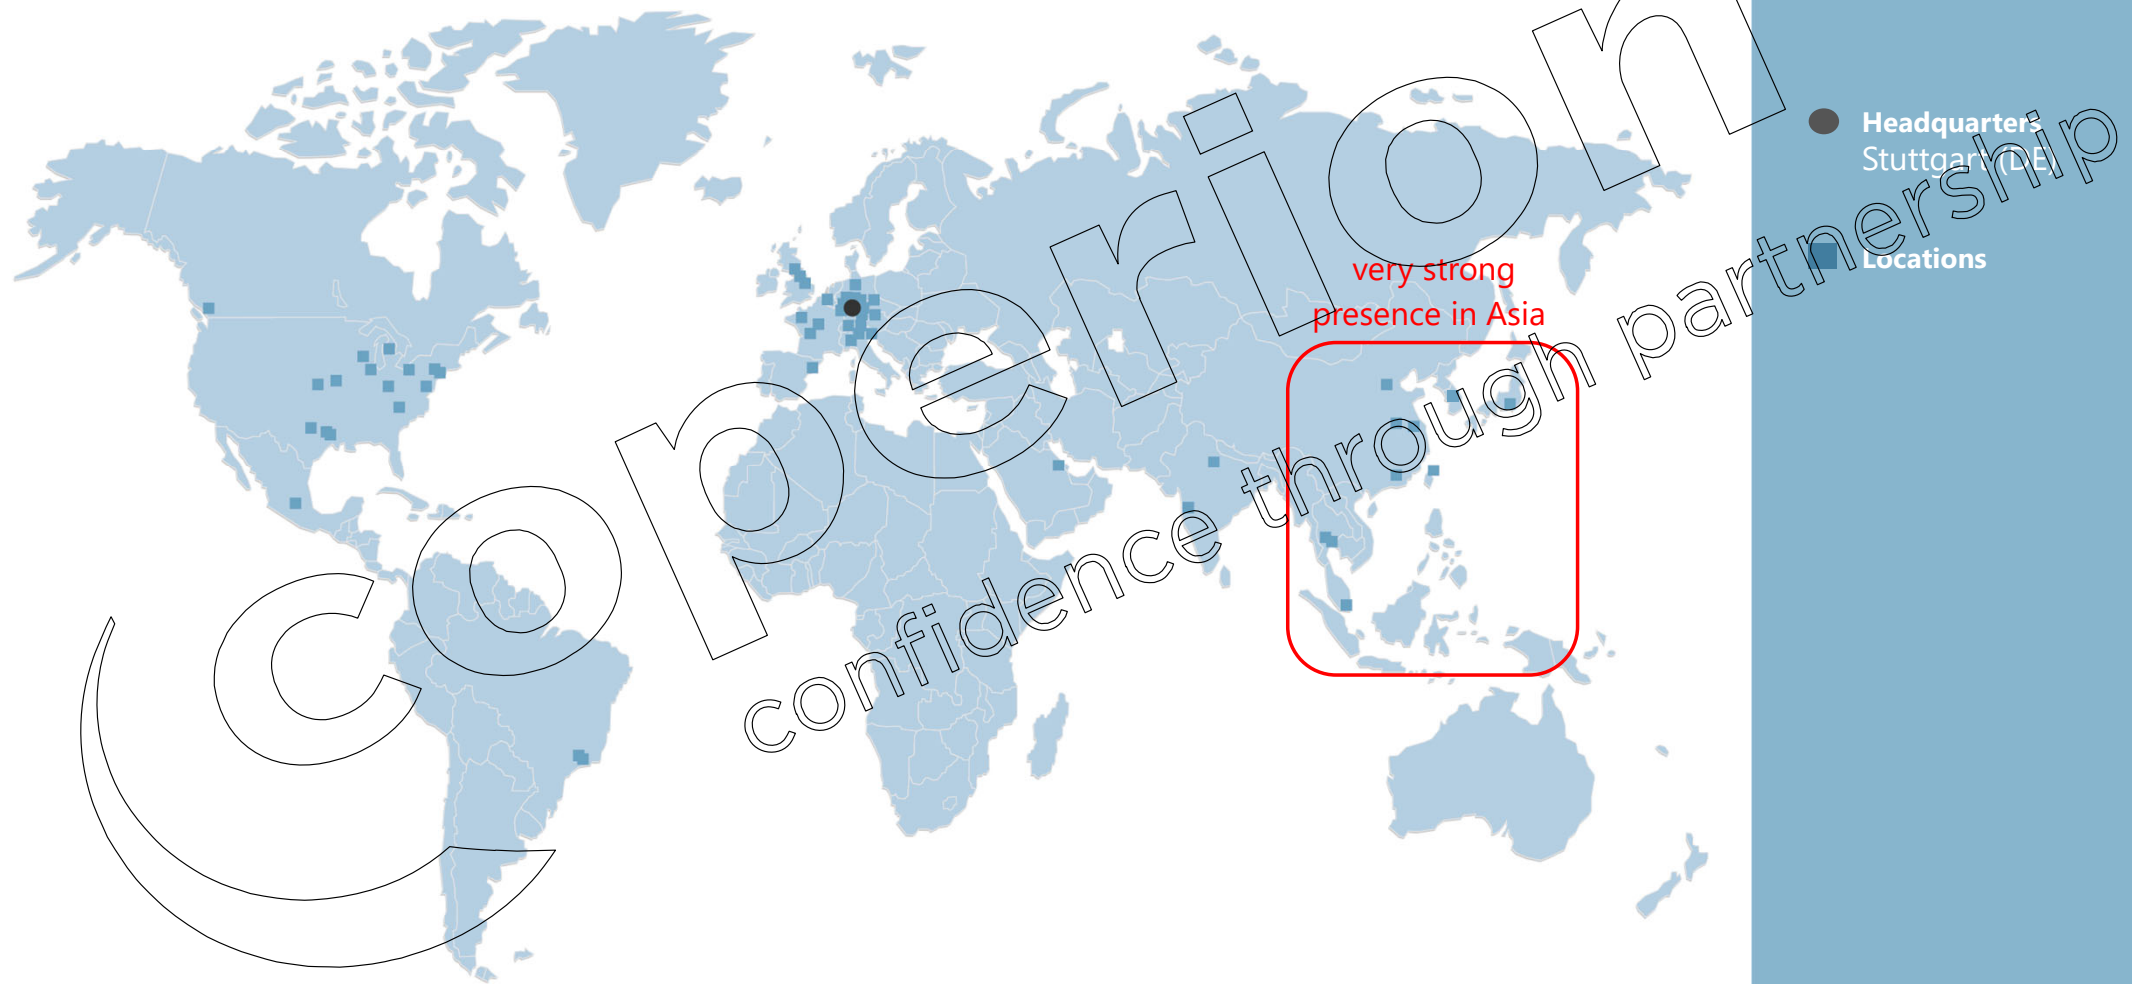 Headquarters
Stuttgart (DE)
Locations
very strong
presence in Asia
coperion
confidence through partnership